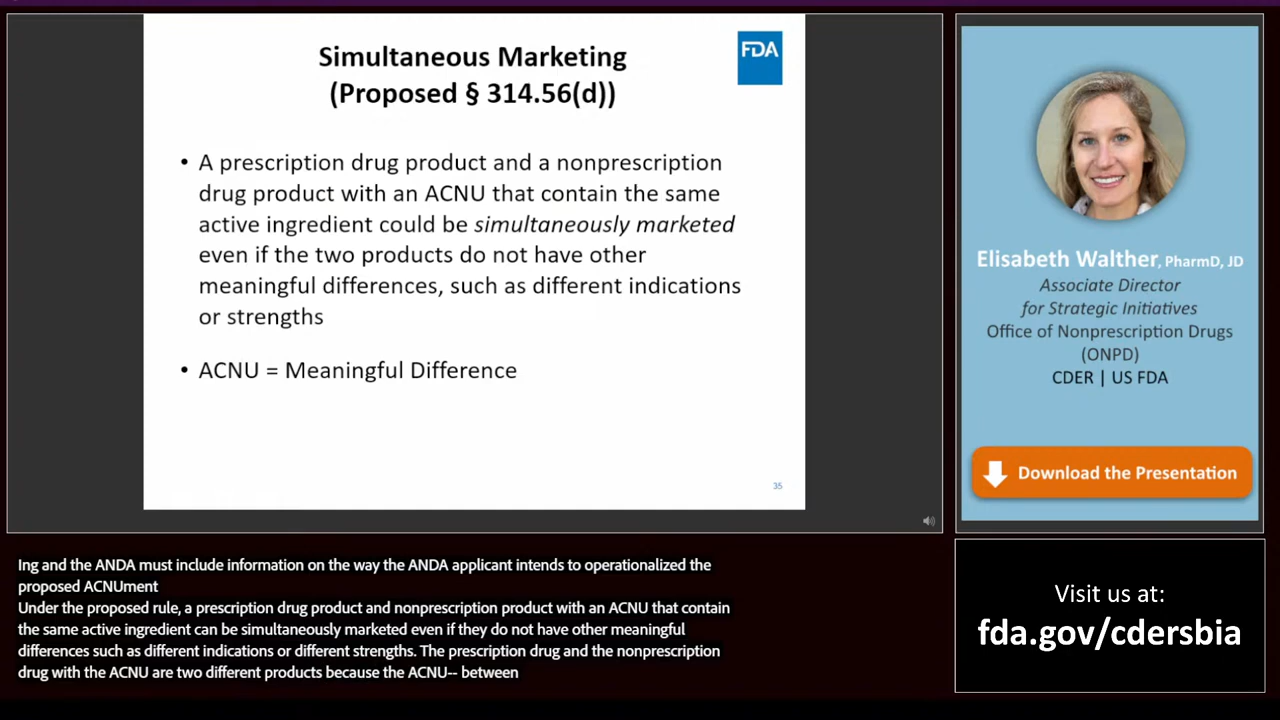 Simultaneous Marketing
(Proposed § 314.56(d))
FDA
• A prescription drug product and a nonprescription
drug product with an ACNU that contain the same
active ingredient could be simultaneously marketed
even if the two products do not have other
meaningful differences, such as different indications
or strengths
• ACNU = Meaningful Difference
35
Elisabeth Walther, PharmD, JD
Associate Director
for Strategic Initiatives
Office of Nonprescription Drugs
(ONPD)
CDER | US FDA
Download the Presentation
Ing and the ANDA must include information on the way the ANDA applicant intends to operationalized the
proposed ACNUment
Under the proposed rule, a prescription drug product and nonprescription product with an ACNU that contain
the same active ingredient can be simultaneously marketed even if they do not have other meaningful
differences such as different indications or different strengths. The prescription drug and the nonprescription
drug with the ACNU are two different products because the ACNU-- between
Visit us at:
fda.gov/cdersbia